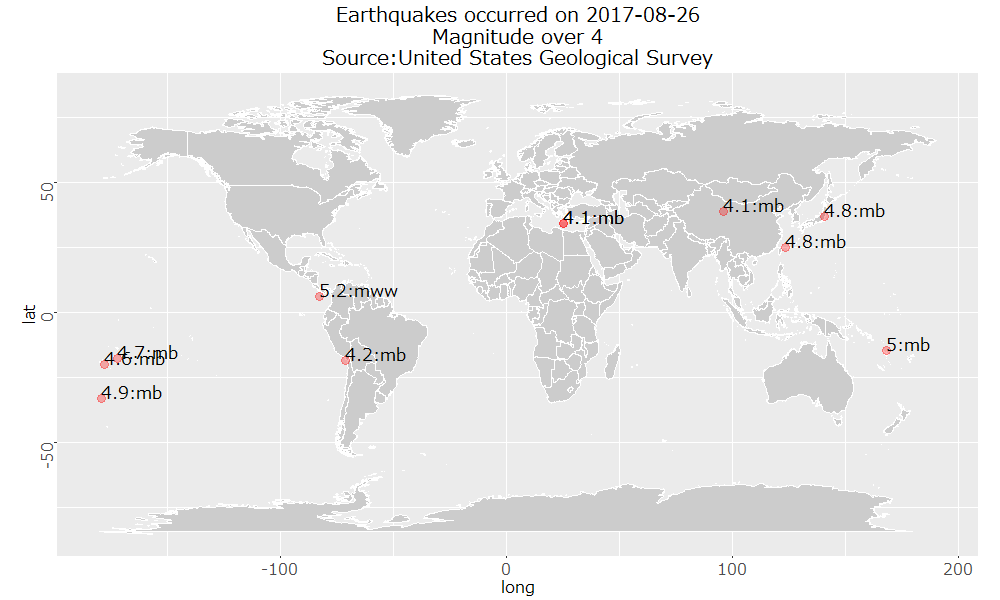 Earthquakes occurred on 2017-08-26
Magnitude over 4
Source:United States Geological Survey
50
0
-50
lat
4.1:mb
4.1:mb
4.8:mb
4.8:mb
5.2:mww
4.7:mb
4.6:mb
4.2:mb
5:mb
4.9:mb
-100
0
100
200
long